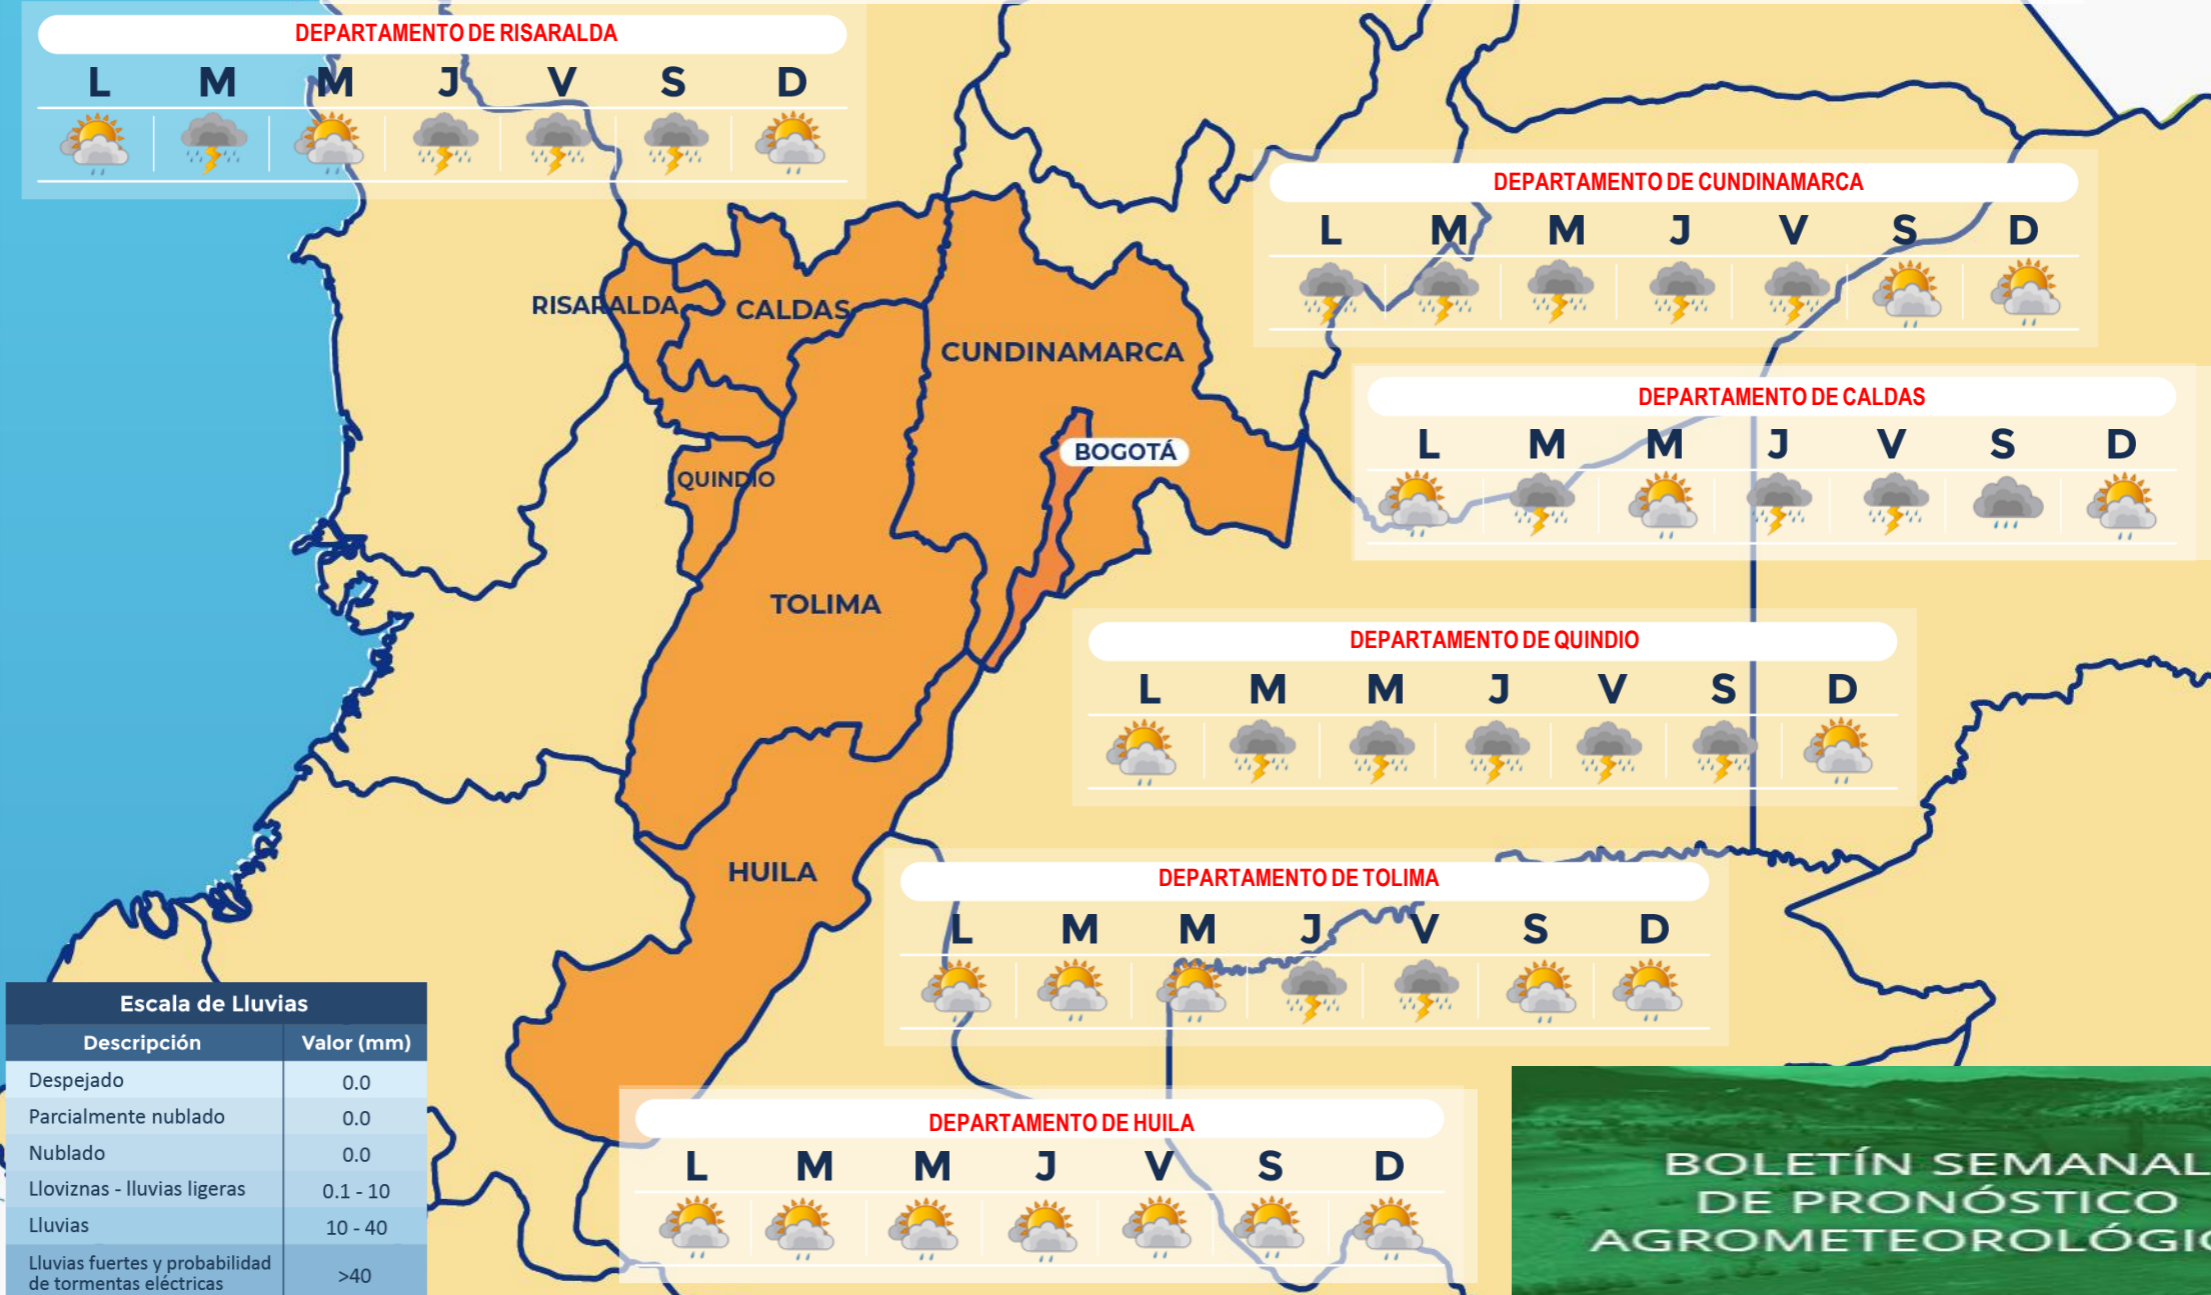 DEPARTAMENTO DE RISARALDA
L M M J V S D
DEPARTAMENTO DE CUNDINAMARCA
L M M J V S D
RISARALDA
CALDAS
CUNDINAMARCA
BOGOTÁ
QUINDIO
TOLIMA
HUILA
DEPARTAMENTO DE CALDAS
L M M J V S D
DEPARTAMENTO DE QUINDIO
L M M J V S D
DEPARTAMENTO DE TOLIMA
L M M J V S D
DEPARTAMENTO DE HUILA
L M M J V S D
Escala de Lluvias
Descripción Valor (mm)
Despejado 0.0
Parcialmente nublado 0.0
Nublado 0.0
Lloviznas - lluvias ligeras 0.1 - 10
Lluvias 10 - 40
Lluvias fuertes y probabilidad
de tormentas eléctricas >40
BOLETÍN SEMANAL
DE PRONÓSTICO